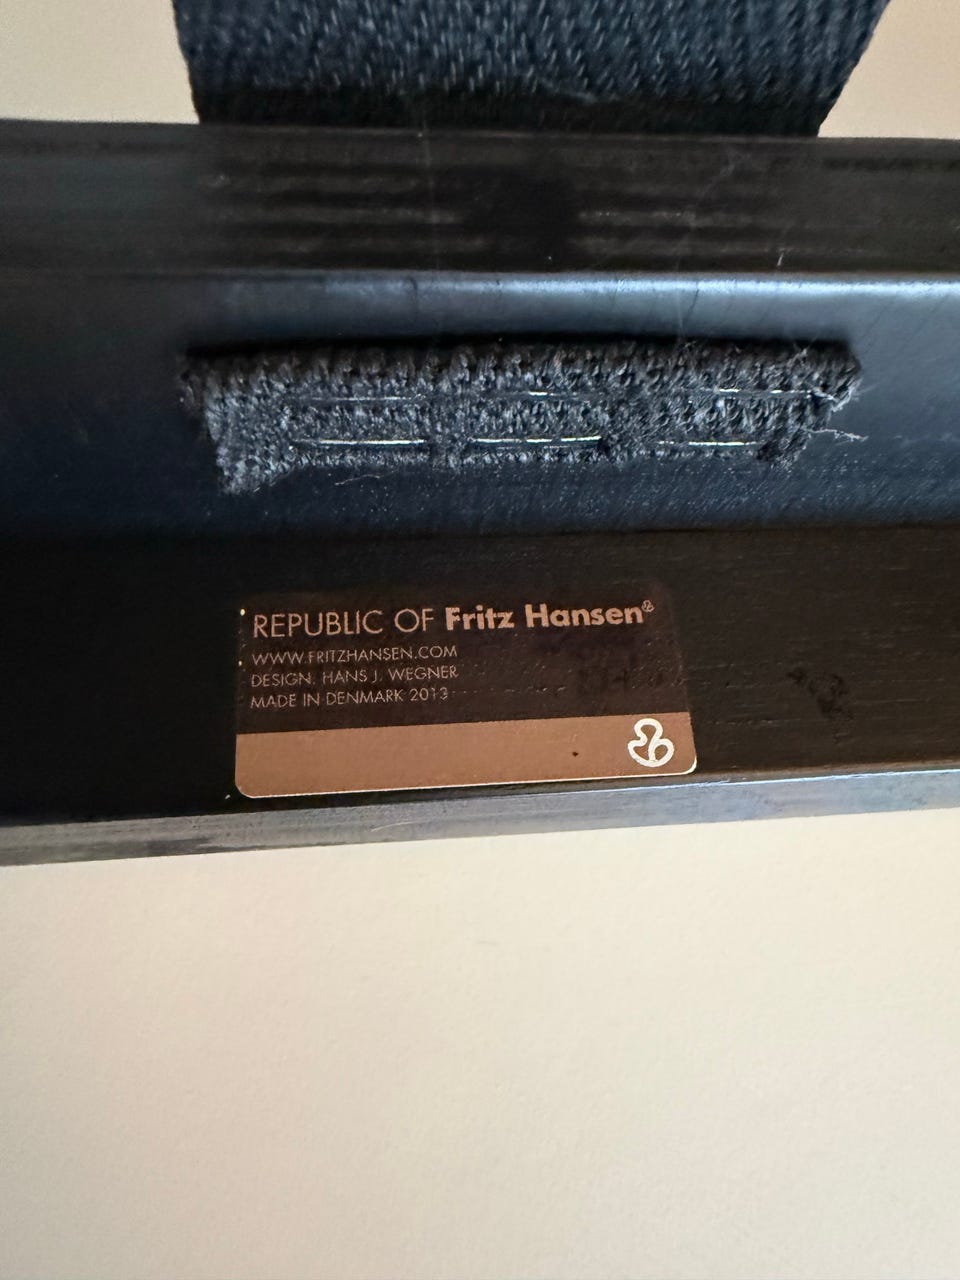 REPUBLIC OF Fritz Hansen®
WWW.FRITZHANSEN.COM
DESIGN. HANS J. WEGNER
MADE IN DENMARK 2013